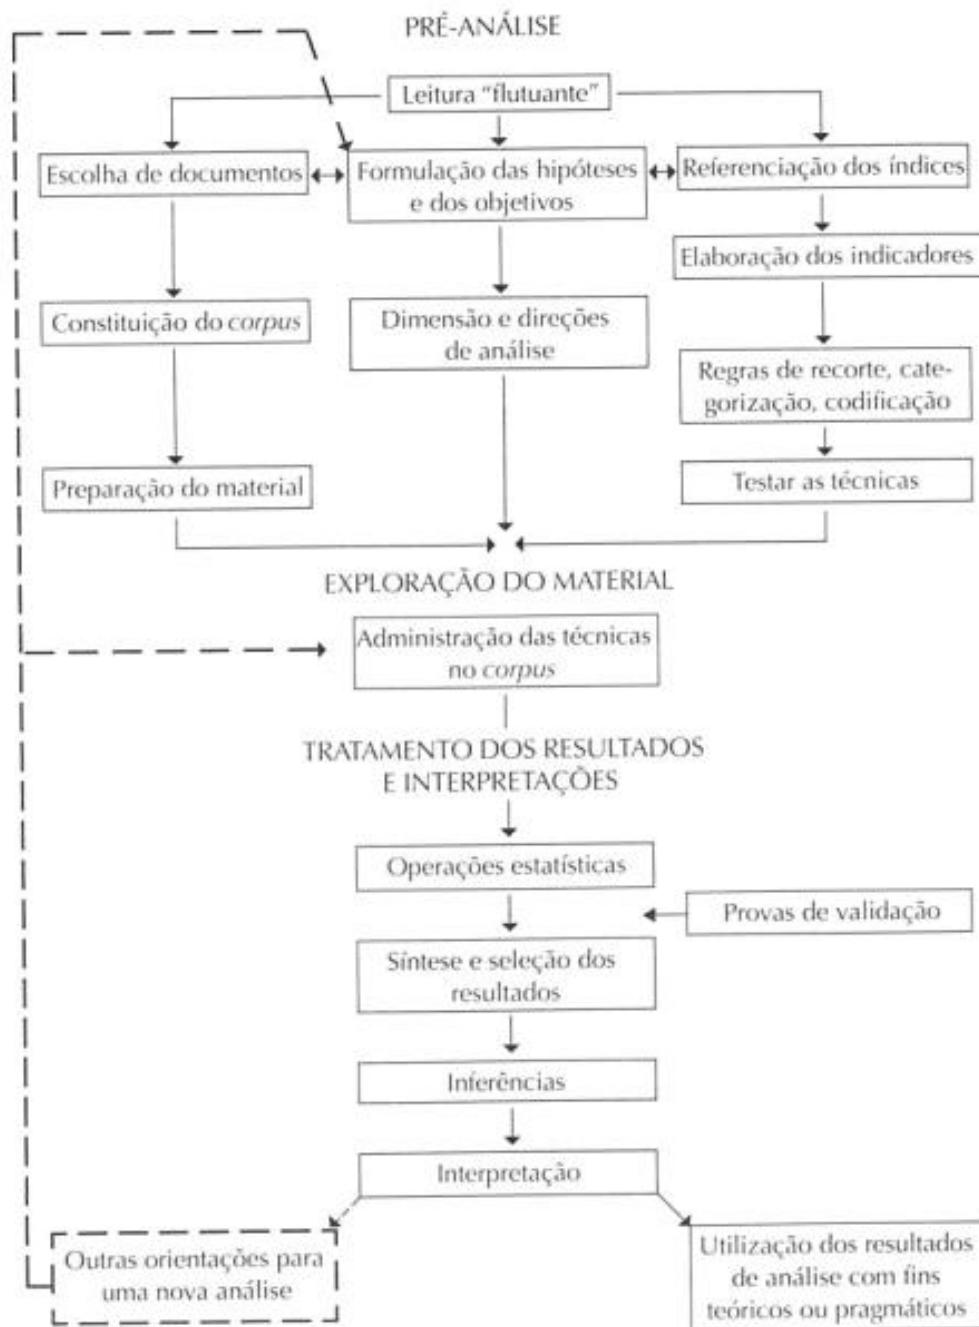 PRÉ-ANÁLISE
Leitura “flutuante”
Escolha de documentos
Formulação das hipóteses
e dos objetivos
Referenciação dos índices
Elaboração dos indicadores
Constituição do corpus
Dimensão e direções
de análise
Regras de recorte, cate-
gorização, codificação
Preparação do material
Testar as técnicas
EXPLORAÇÃO DO MATERIAL
Administração das técnicas
no corpus
TRATAMENTO DOS RESULTADOS
E INTERPRETAÇÕES
Operações estatísticas
Provas de validação
Síntese e seleção dos
resultados
Inferências
Interpretação
Outras orientações para
uma nova análise
Utilização dos resultados
de análise com fins
teóricos ou pragmáticos